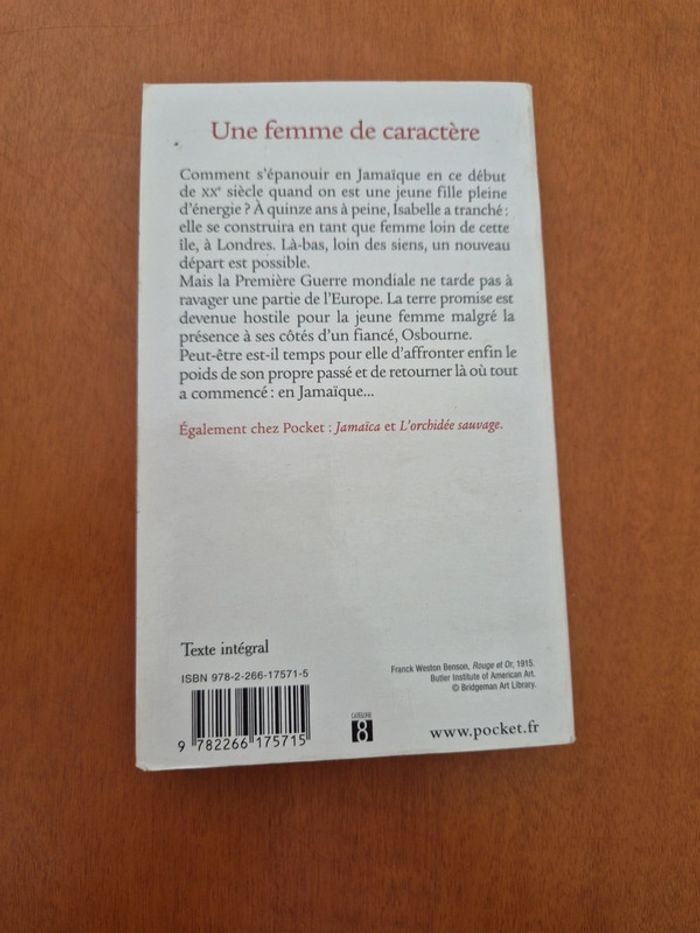 Une femme de caractère
Comment s'épanouir en Jamaïque en ce début
de XXe siècle quand on est une jeune fille pleine
d'énergie ? À quinze ans à peine, Isabelle a tranché :
elle se construira en tant que femme loin de cette
île, à Londres. Là-bas, loin des siens, un nouveau
départ est possible.
Mais la Première Guerre mondiale ne tarde pas à
ravager une partie de l'Europe. La terre promise est
devenue hostile pour la jeune femme malgré la
présence à ses côtés d'un fiancé, Osbourne.
Peut-être est-il temps pour elle d'affronter enfin le
poids de son propre passé et de retourner là où tout
a commencé : en Jamaïque...
Également chez Pocket : Jamaïca et L'orchidée sauvage.
Texte intégral
ISBN 978-2-266-17571-5
9 782266 175715
Franck Weston Benson, Rouge et Or, 1915.
Butler Institute of American Art.
© Bridgeman Art Library.
CATÉGORIE
8
www.pocket.fr